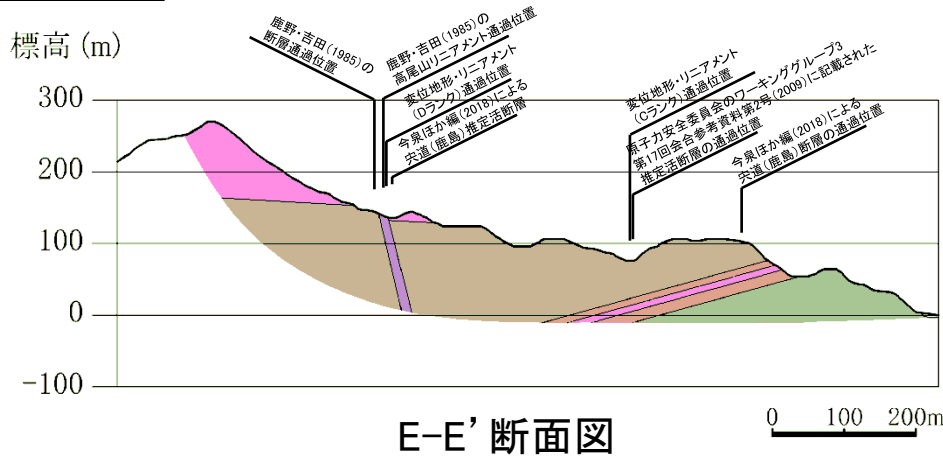 標高(m)
300
200
100
0
-100
鹿野・吉田(1985)の
断層通過位置
鹿野・吉田(1985)の
高尾山リニアメント通過位置
変位地形・リニアメント
(Dランク)通過位置
今泉ほか編(2018)による
宍道(鹿島)推定活断層
変位地形・リニアメント
(Cランク)通過位置
原子力安全委員会のワーキンググループ3
第17回会合参考資料第2号(2009)に記載された
推定活断層の通過位置
今泉ほか編(2018)による
宍道(鹿島)断層の通過位置
E-E’断面図
0 100 200m